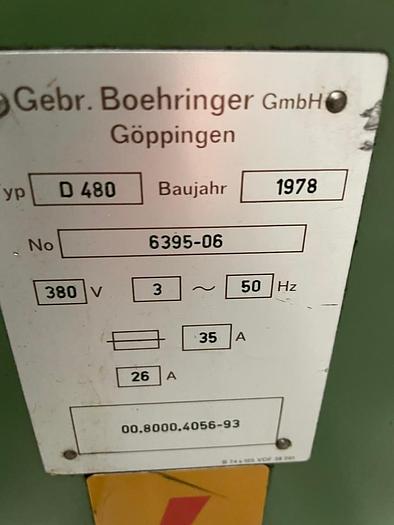 Gebr. Boehringer GmbH
Göppingen
yp D 480 Baujahr 1978
No 6395-06
380 V 3 ~ 50 Hz
35 A
26 A
00.8000.4056-93